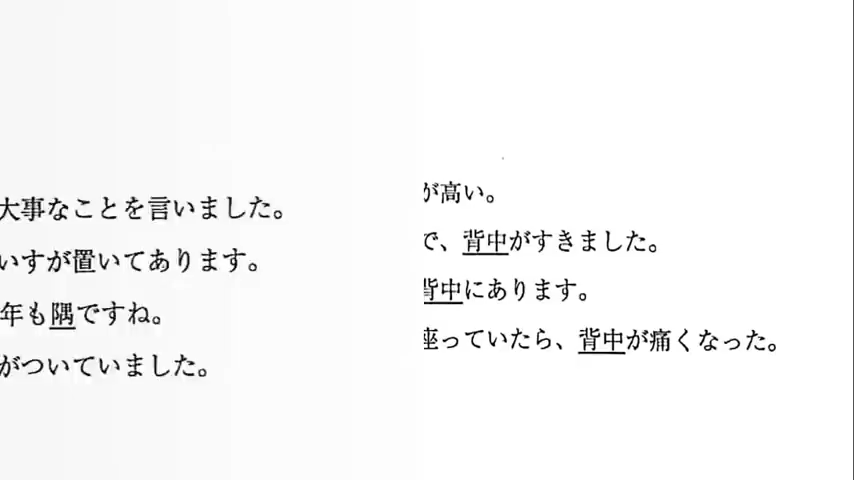 大事なことを言いました。
いすが置いてあります。
年も隅ですね。
がついていました。
が高い。
で、背中がすきました。
背中にあります。
座っていたら、背中が痛くなった。